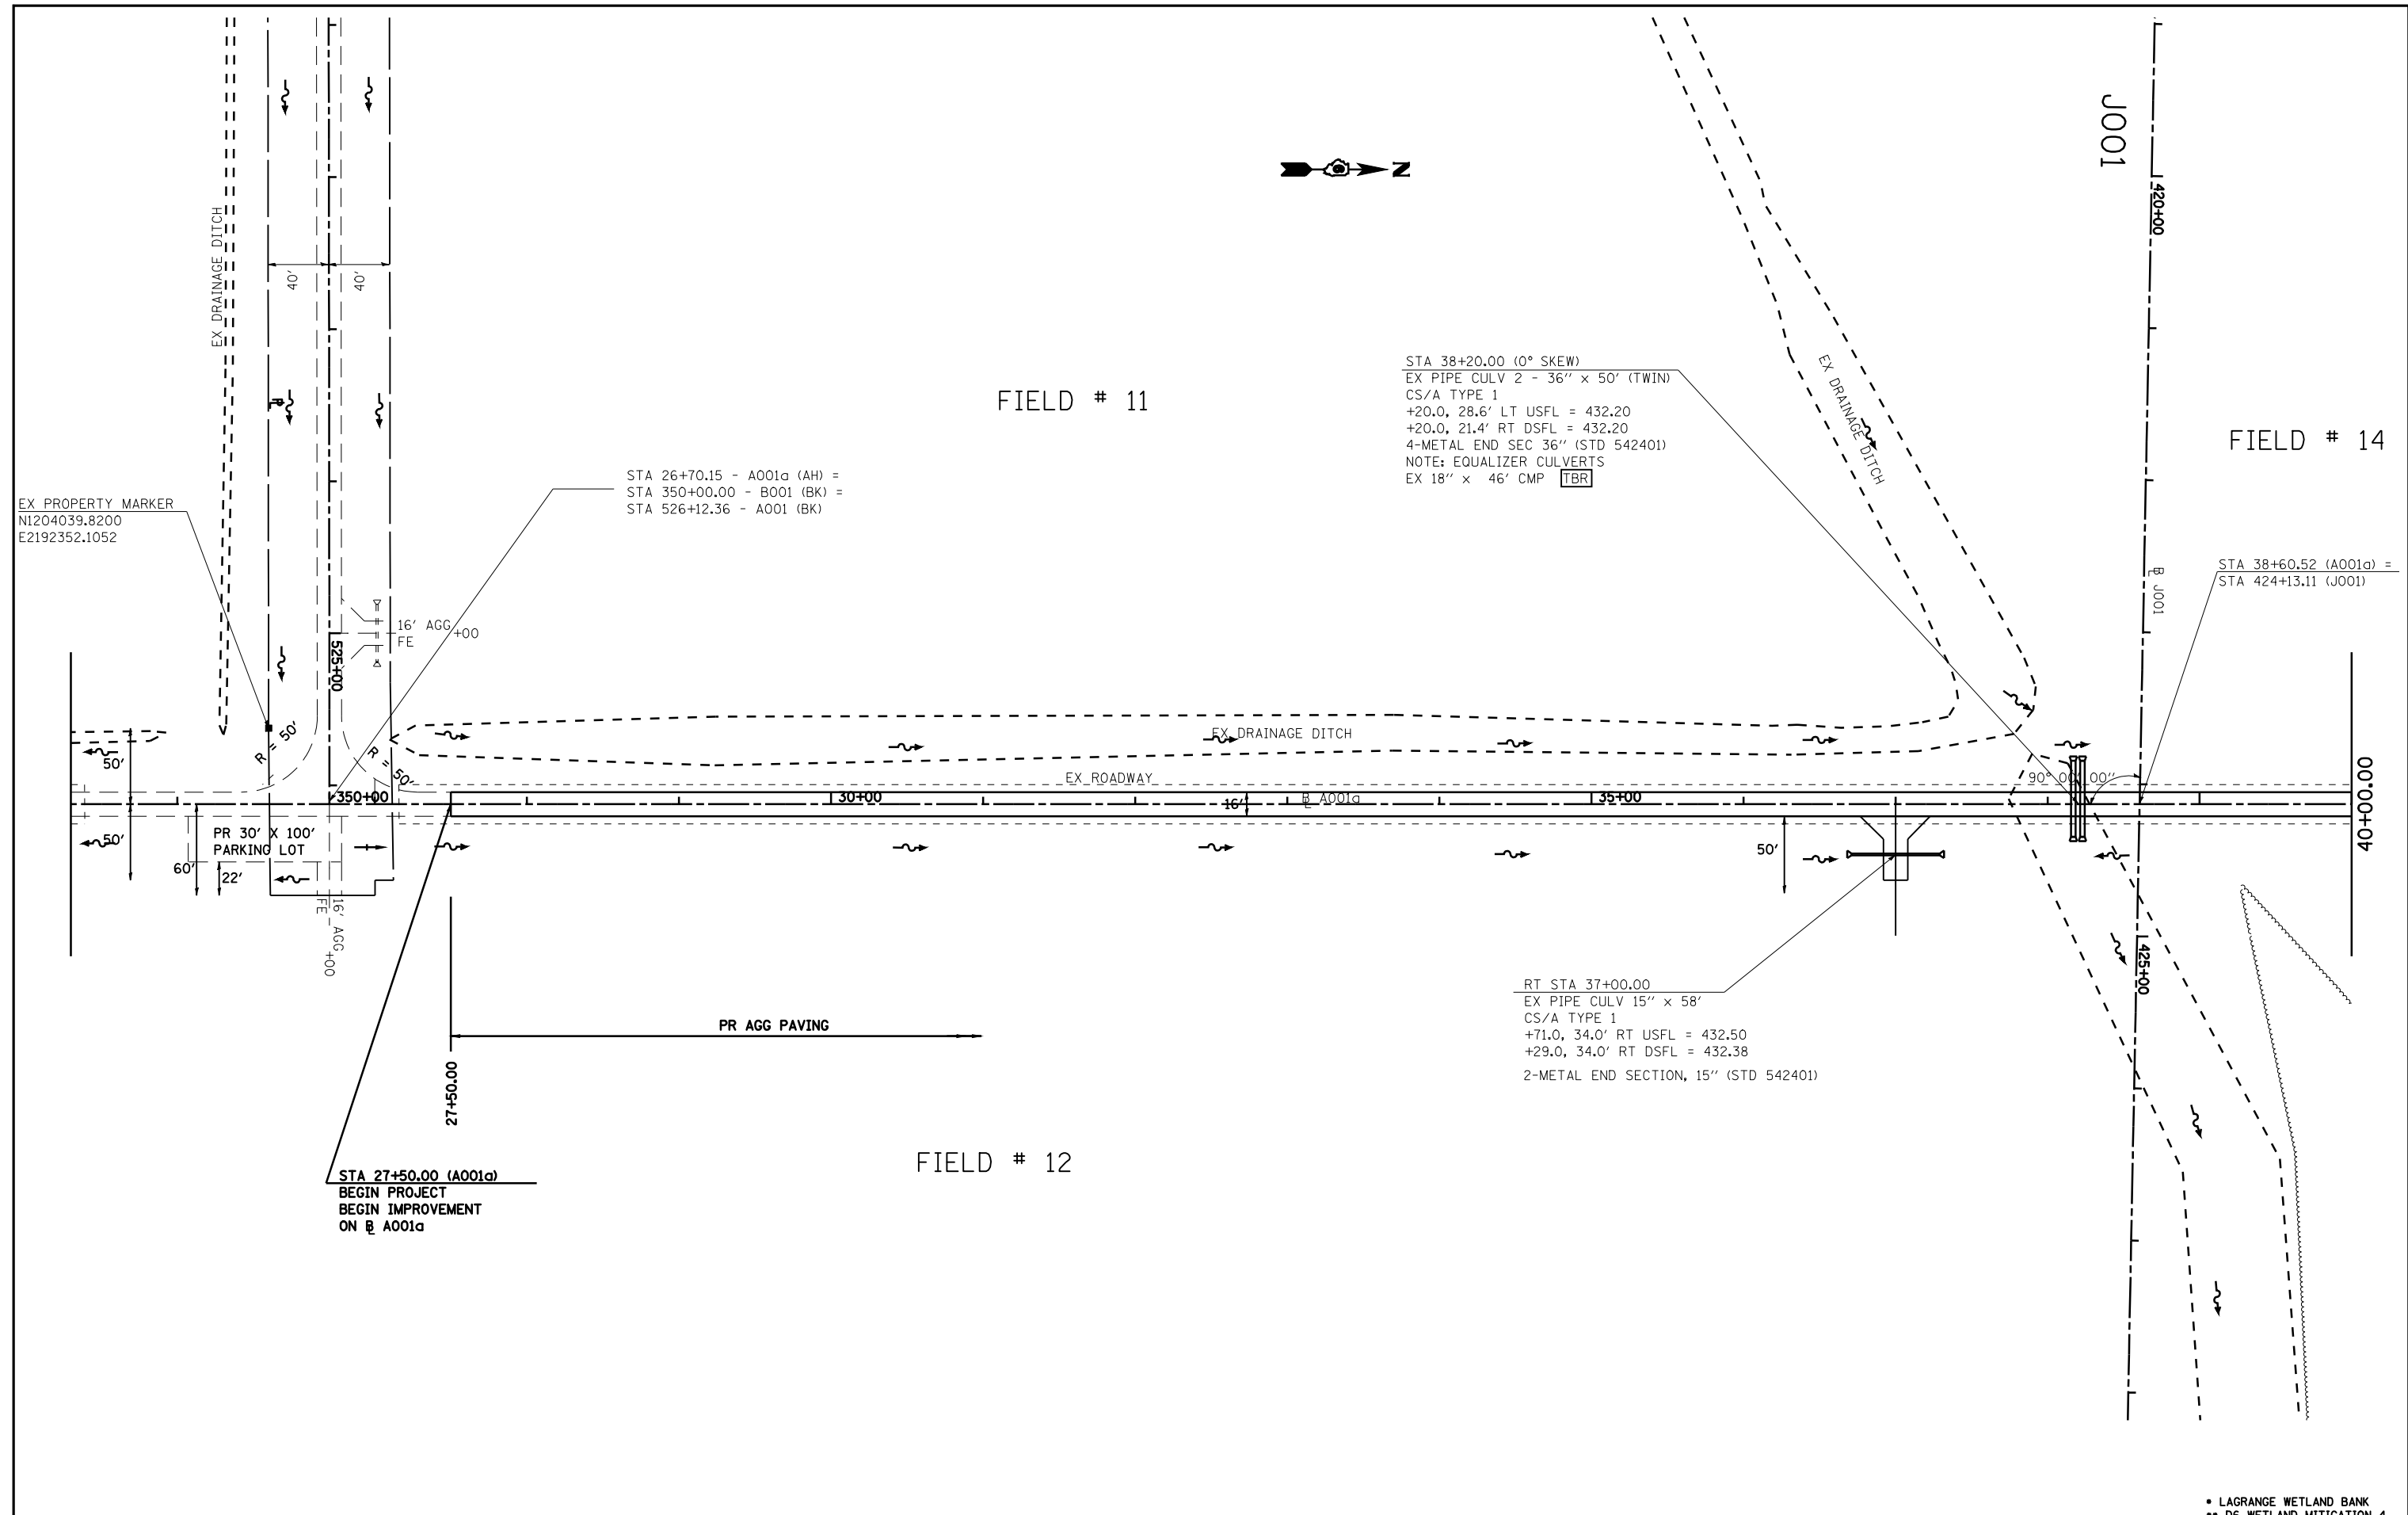 J001
N
420+00
EX DRAINAGE DITCH
40'
40'
FIELD # 11
STA 38+20.00 (0° SKEW)
EX PIPE CULV 2 - 36" x 50' (TWIN)
CS/A TYPE 1
+20.0, 28.6' LT USFL = 432.20
+20.0, 21.4' RT DSFL = 432.20
4-METAL END SEC 36" (STD 542401)
NOTE: EQUALIZER CULVERTS
EX 18" x 46' CMP TBR
EX DRAINAGE DITCH
FIELD # 14
STA 26+70.15 - A001a (AH) =
STA 350+00.00 - B001 (BK) =
STA 526+12.36 - A001 (BK)
EX PROPERTY MARKER
N1204039.8200
E2192352.1052
P
STA 38+60.52 (A001a) =
STA 424+13.11 (J001)
BL J001
16' AGG
FE
+00
525+00
R = 50'
R = 50'
50'
EX DRAINAGE DITCH
EX ROADWAY
90° 00' 00"
350+00
30+00
16'
BL A001a
35+00
40+00.00
50'
PR 30' X 100'
PARKING LOT
60'
22'
50'
16' AGG
FE
+00
425+00
RT STA 37+00.00
EX PIPE CULV 15" x 58'
CS/A TYPE 1
+71.0, 34.0' RT USFL = 432.50
+29.0, 34.0' RT DSFL = 432.38
2-METAL END SECTION, 15" (STD 542401)
PR AGG PAVING
27+50.00
FIELD # 12
STA 27+50.00 (A001a)
BEGIN PROJECT
BEGIN IMPROVEMENT
ON BL A001a
• LAGRANGE WETLAND BANK
•• D6 WETLAND MITIGATION 4